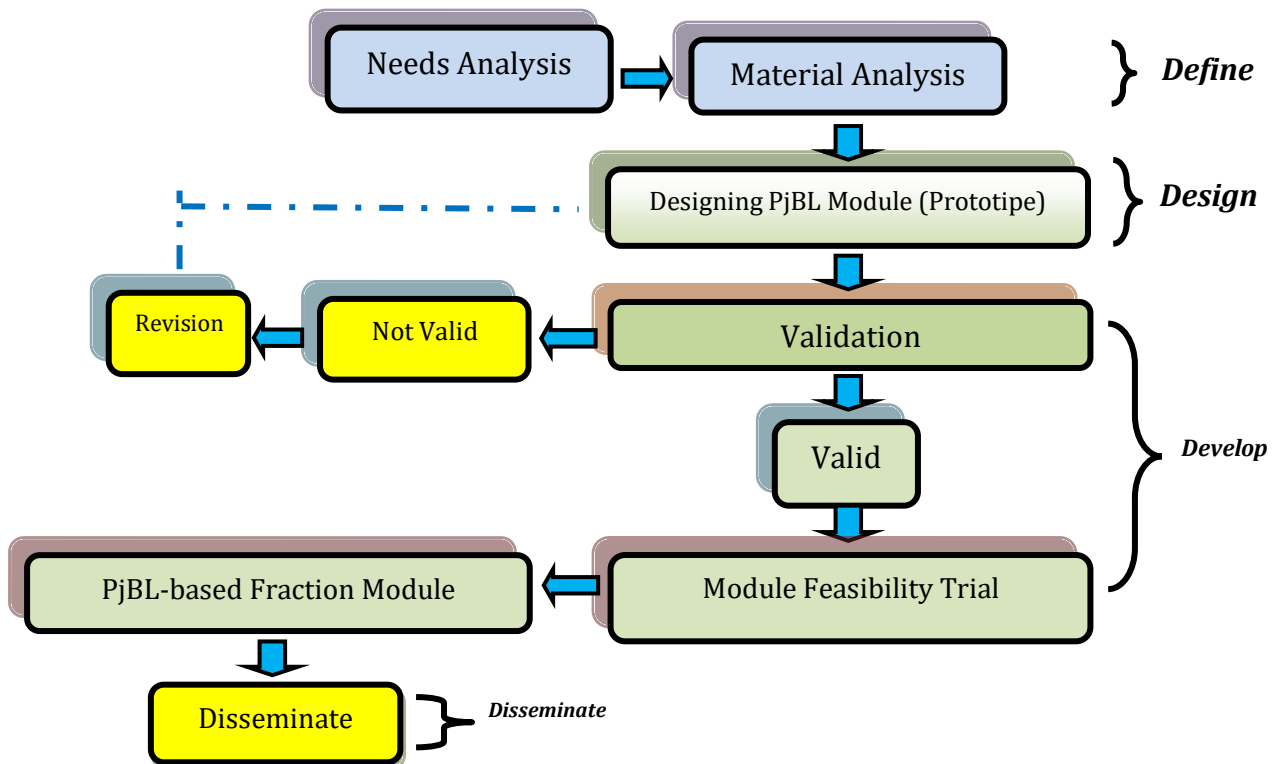 Needs Analysis
Material Analysis
Define
Designing PjBL Module (Prototipe)
Design
Revision
Not Valid
Validation
Valid
Develop
PjBL-based Fraction Module
Module Feasibility Trial
Disseminate
Disseminate